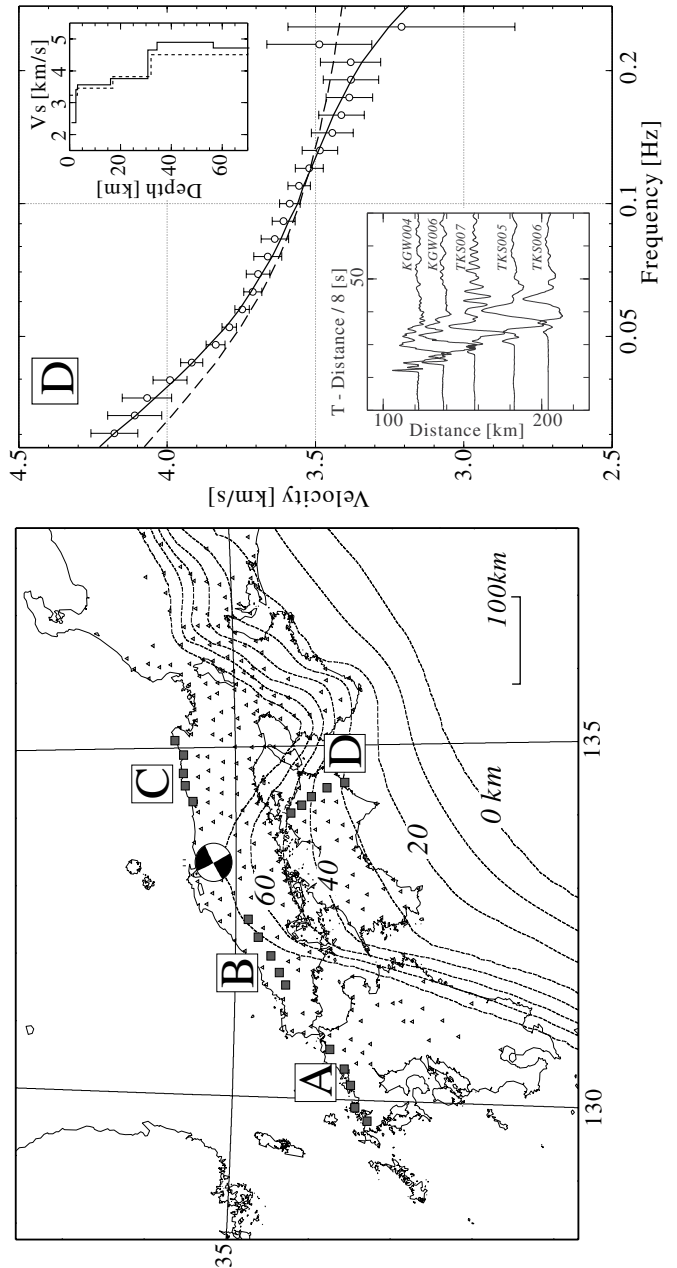 35
130
135
A
B
C
D
60
40
20
0 km
100km
D
4.5
4.0
3.5
3.0
2.5
Velocity [km/s]
0.05
0.1
0.2
Frequency [Hz]
Vs [km/s]
2
3
4
5
0
20
40
60
Depth [km]
T - Distance / 8 [s]
50
100
200
Distance [km]
KGW004
KGW006
TKS007
TKS005
TKS006